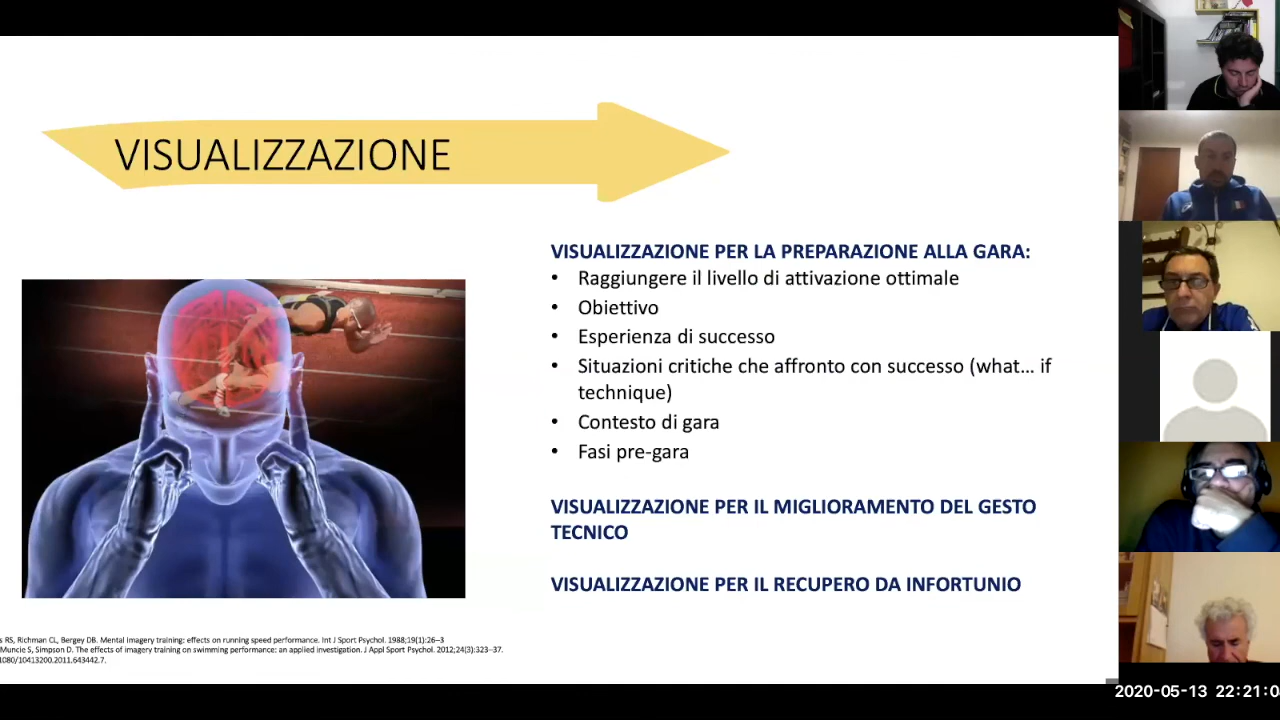 VISUALIZZAZIONE
VISUALIZZAZIONE PER LA PREPARAZIONE ALLA GARA:
• Raggiungere il livello di attivazione ottimale
• Obiettivo
• Esperienza di successo
• Situazioni critiche che affronto con successo (what... if
technique)
• Contesto di gara
• Fasi pre-gara
VISUALIZZAZIONE PER IL MIGLIORAMENTO DEL GESTO
TECNICO
VISUALIZZAZIONE PER IL RECUPERO DA INFORTUNIO
s RS, Richman CL, Bergey DB. Mental imagery training: effects on running speed performance. Int J Sport Psychol. 1988;19(1):26–3
Muncie S, Simpson D. The effects of imagery training on swimming performance: an applied investigation. J Appl Sport Psychol. 2012;24(3):323–37.
1080/10413200.2011.643442.7.
2020-05-13 22:21:0